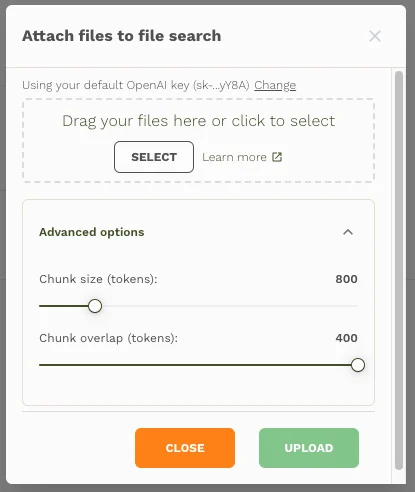 Attach files to file search
Using your default OpenAI key (sk-...yY8A) Change
Drag your files here or click to select
SELECT Learn more
Advanced options
Chunk size (tokens): 800
Chunk overlap (tokens): 400
CLOSE UPLOAD